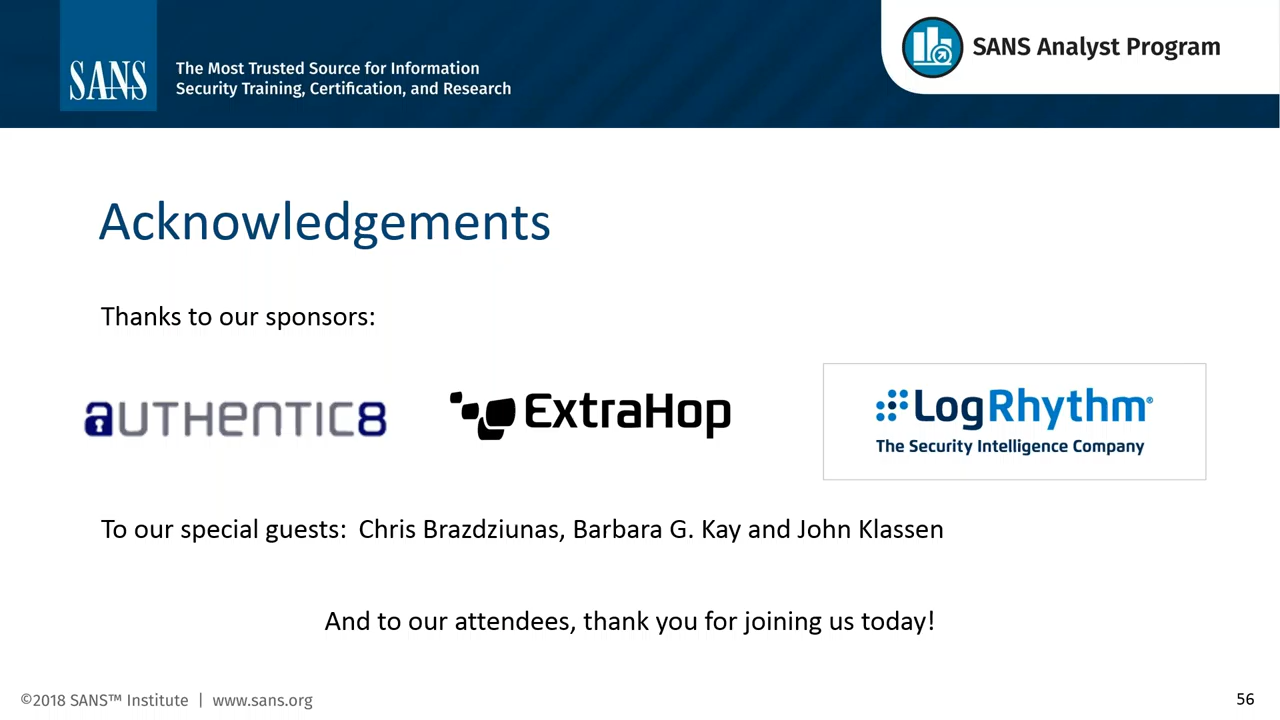 SANS
The Most Trusted Source for Information
Security Training, Certification, and Research
SANS Analyst Program
Acknowledgements
Thanks to our sponsors:
aUTHenTIC8
ExtraHop
LogRhythm®
The Security Intelligence Company
To our special guests: Chris Brazdziunas, Barbara G. Kay and John Klassen
And to our attendees, thank you for joining us today!
©2018 SANS™ Institute | www.sans.org
56